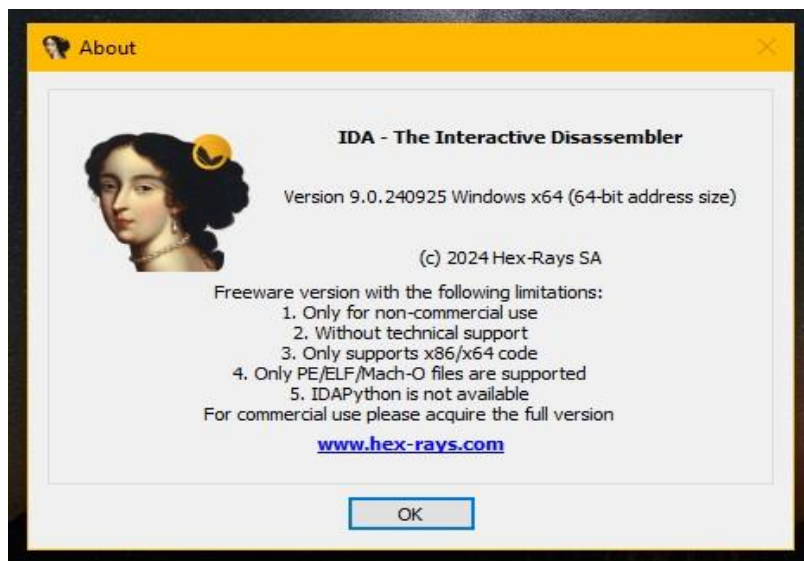 About
IDA - The Interactive Disassembler
Version 9.0.240925 Windows x64 (64-bit address size)
(c) 2024 Hex-Rays SA
Freeware version with the following limitations:
1. Only for non-commercial use
2. Without technical support
3. Only supports x86/x64 code
4. Only PE/ELF/Mach-O files are supported
5. IDAPython is not available
For commercial use please acquire the full version
www.hex-rays.com
OK